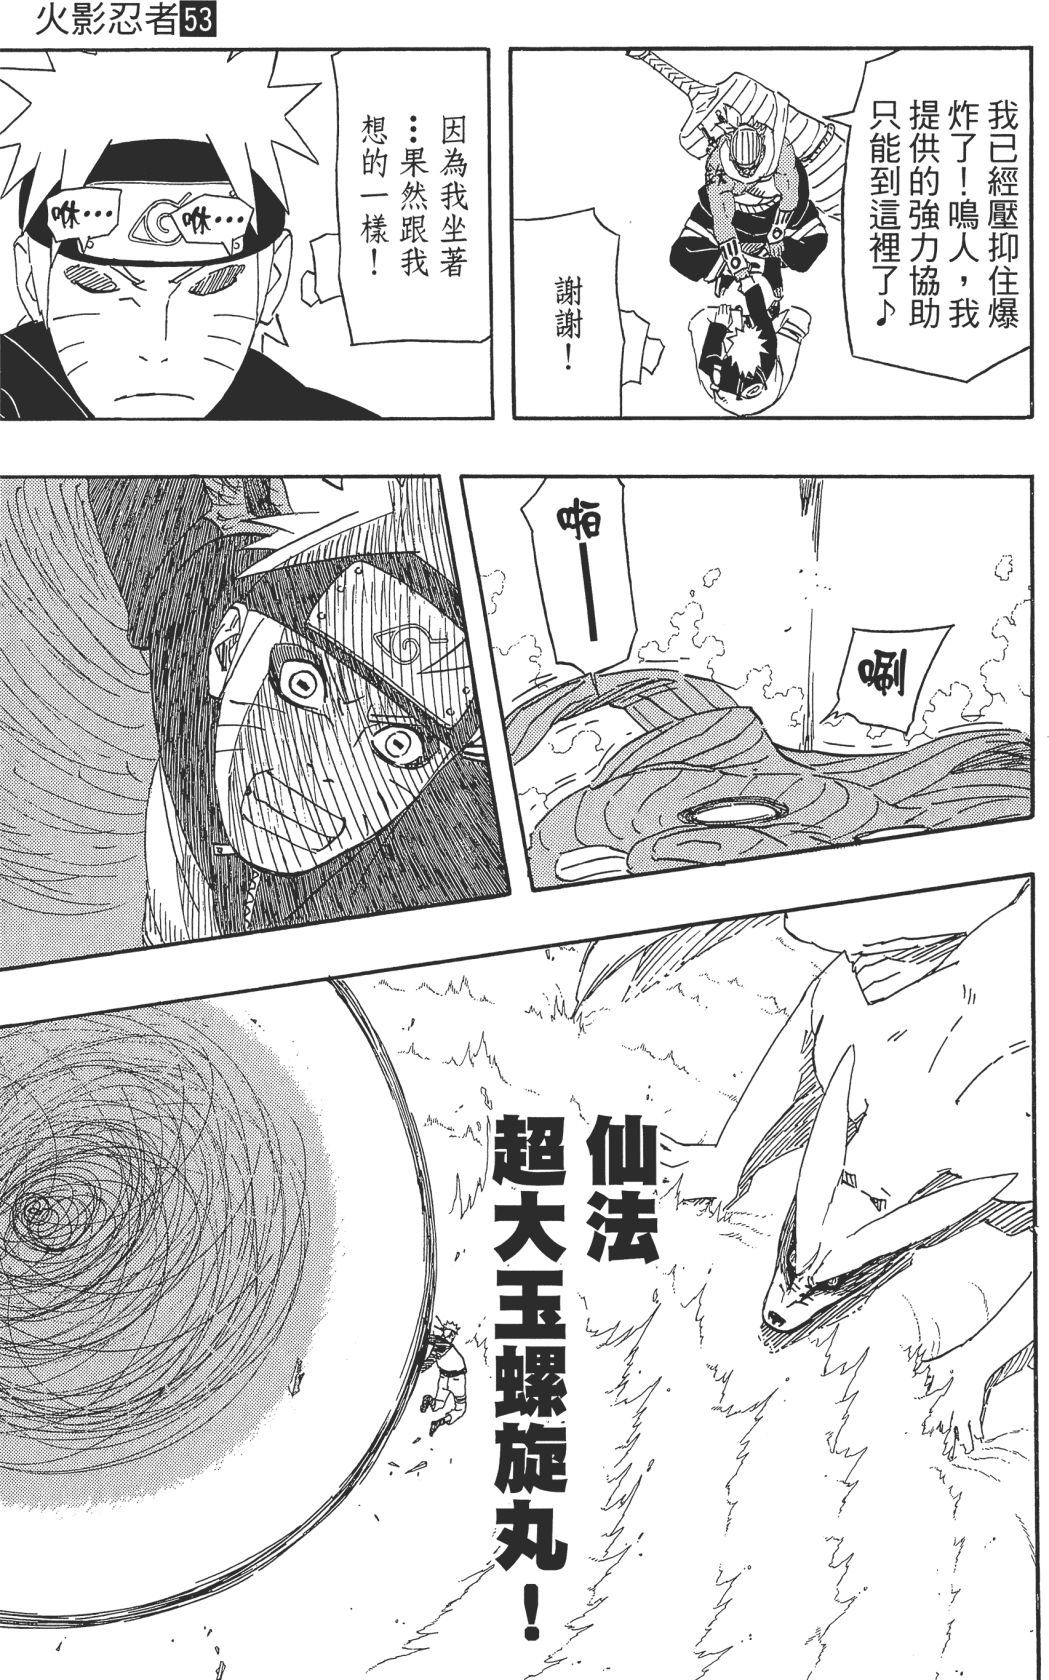 火影忍者53
我已經壓抑住爆
炸了！鳴人，我
提供的強力協助
只能到這裡了♪
謝謝！
因為我坐著
…果然跟我
想的一樣！
咻…
咻…
唰
仙法
超大玉螺旋丸！